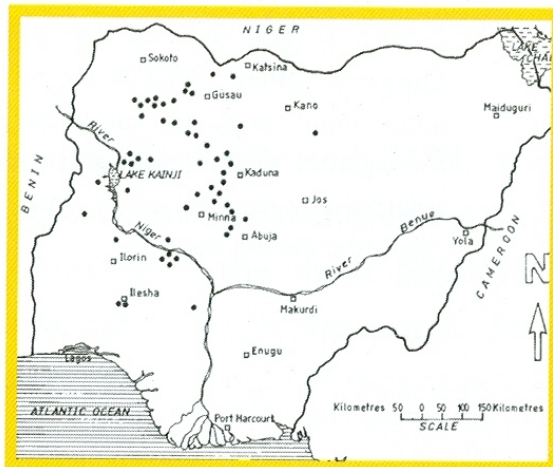 NIGER
LAKE
CHAD
Sokoto
Katsina
Gusau
Kano
Maiduguri
River
BENIN
LAKE KAINJI
Kaduna
Jos
Minna
Niger
Abuja
Benue
River
Yola
CAMEROON
N
Ilorin
Ilesha
Makurdi
Lagos
Enugu
ATLANTIC OCEAN
Port Harcourt
Kilometres 50 0 50 100 150 Kilometres
SCALE